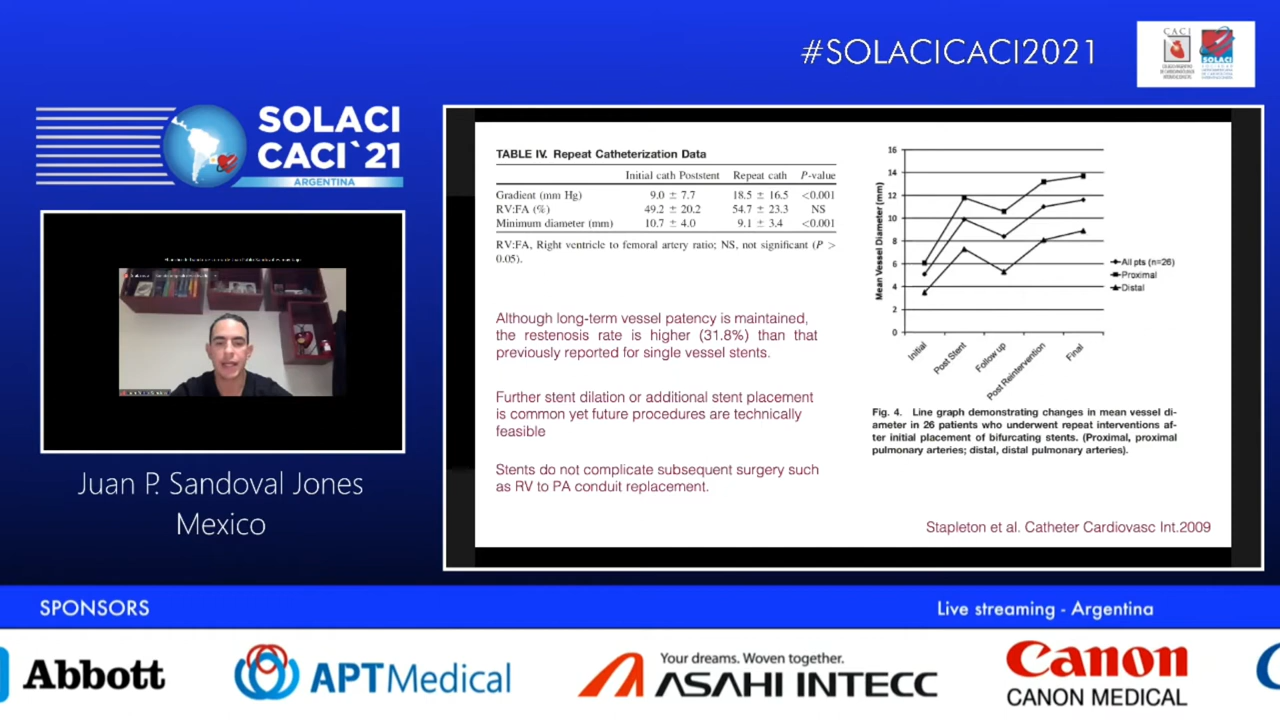 #SOLACICACI2021
CACI
SOLACI
SOLACI
CACI`21
ARGENTINA
Juan P. Sandoval Jones
Mexico
TABLE IV. Repeat Catheterization Data
Initial cath Poststent Repeat cath P-value
Gradient (mm Hg) 9.0 ± 7.7 18.5 ± 16.5 <0.001
RV:FA (%) 49.2 ± 20.2 54.7 ± 23.3 NS
Minimum diameter (mm) 10.7 ± 4.0 9.1 ± 3.4 <0.001
RV:FA, Right ventricle to femoral artery ratio; NS, not significant (P >
0.05).
Although long-term vessel patency is maintained,
the restenosis rate is higher (31.8%) than that
previously reported for single vessel stents.
Further stent dilation or additional stent placement
is common yet future procedures are technically
feasible
Stents do not complicate subsequent surgery such
as RV to PA conduit replacement.
Mean Vessel Diameter (mm)
16
14
12
10
8
6
4
2
0
Initial
Post Stent
Follow up
Post Reintervention
Final
All pts (n=26)
Proximal
Distal
Fig. 4. Line graph demonstrating changes in mean vessel di-
ameter in 26 patients who underwent repeat interventions af-
ter initial placement of bifurcating stents. (Proximal, proximal
pulmonary arteries; distal, distal pulmonary arteries).
Stapleton et al. Catheter Cardiovasc Int.2009
SPONSORS
Live streaming - Argentina
Abbott
APT Medical
Your dreams. Woven together.
ASAHI INTECC
Canon
CANON MEDICAL